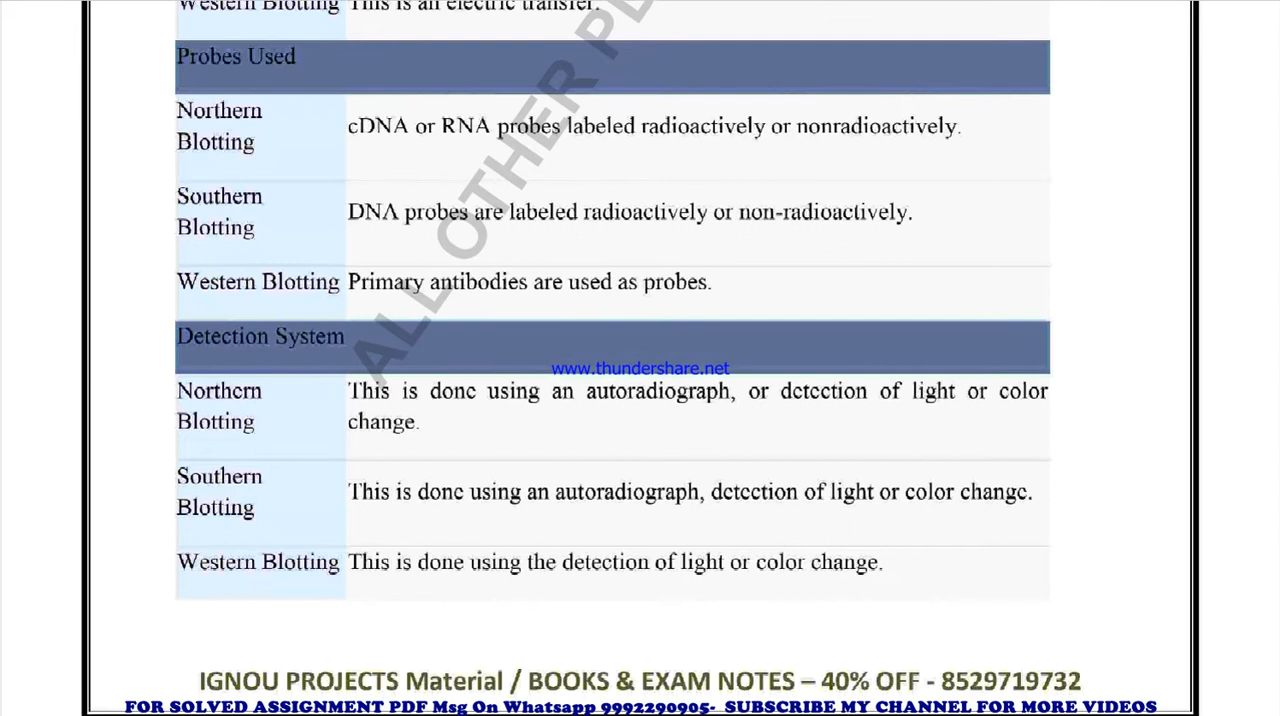 Western Blotting This is an electric transfer.
Probes Used
Northern
Blotting
cDNA or RNA probes labeled radioactively or nonradioactively.
Southern
Blotting
DNA probes are labeled radioactively or non-radioactively.
Western Blotting Primary antibodies are used as probes.
Detection System
www.thundershare.net
Northern
Blotting
This is done using an autoradiograph, or detection of light or color
change.
Southern
Blotting
This is done using an autoradiograph, detection of light or color change.
Western Blotting This is done using the detection of light or color change.
ALL OTHER
IGNOU PROJECTS Material / BOOKS & EXAM NOTES – 40% OFF - 8529719732
FOR SOLVED ASSIGNMENT PDF Msg On Whatsapp 9992290905- SUBSCRIBE MY CHANNEL FOR MORE VIDEOS